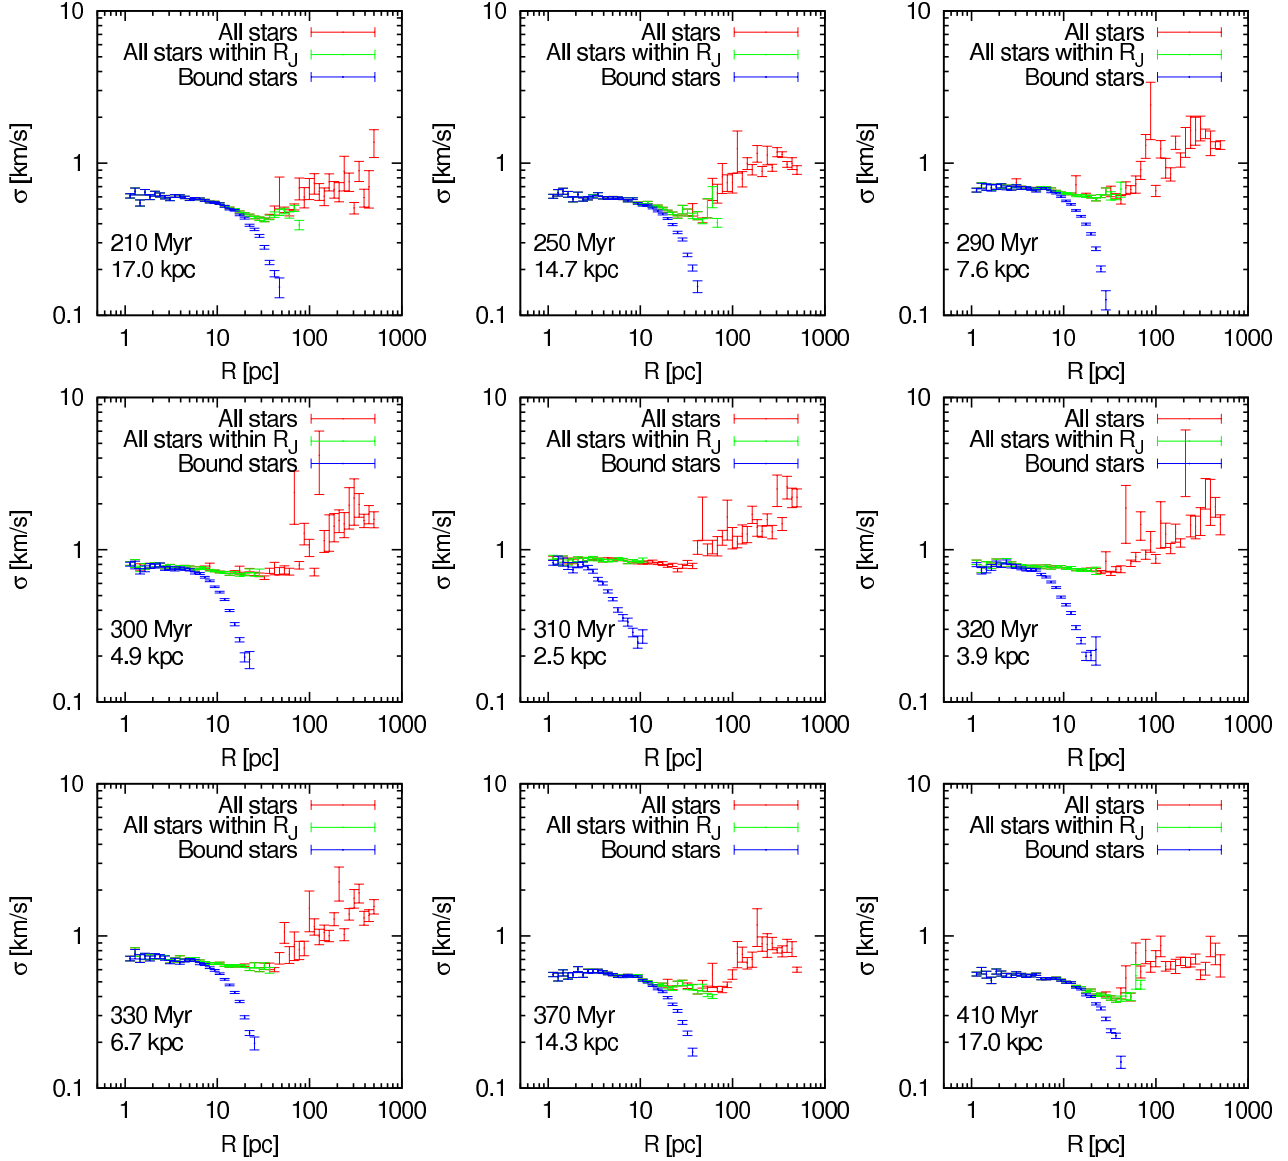 10
All stars
All stars within R_J
Bound stars
σ [km/s]
1
210 Myr
17.0 kpc
0.1
1 10 100 1000
R [pc]
10
All stars
All stars within R_J
Bound stars
σ [km/s]
1
250 Myr
14.7 kpc
0.1
1 10 100 1000
R [pc]
10
All stars
All stars within R_J
Bound stars
σ [km/s]
1
290 Myr
7.6 kpc
0.1
1 10 100 1000
R [pc]
10
All stars
All stars within R_J
Bound stars
σ [km/s]
1
300 Myr
4.9 kpc
0.1
1 10 100 1000
R [pc]
10
All stars
All stars within R_J
Bound stars
σ [km/s]
1
310 Myr
2.5 kpc
0.1
1 10 100 1000
R [pc]
10
All stars
All stars within R_J
Bound stars
σ [km/s]
1
320 Myr
3.9 kpc
0.1
1 10 100 1000
R [pc]
10
All stars
All stars within R_J
Bound stars
σ [km/s]
1
330 Myr
6.7 kpc
0.1
1 10 100 1000
R [pc]
10
All stars
All stars within R_J
Bound stars
σ [km/s]
1
370 Myr
14.3 kpc
0.1
1 10 100 1000
R [pc]
10
All stars
All stars within R_J
Bound stars
σ [km/s]
1
410 Myr
17.0 kpc
0.1
1 10 100 1000
R [pc]